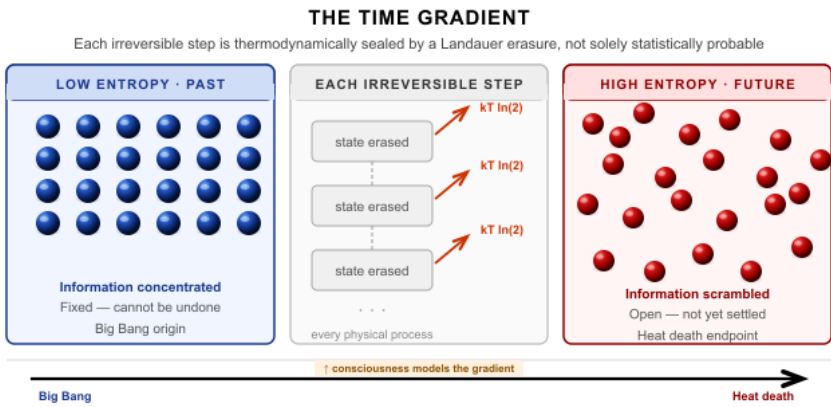 THE TIME GRADIENT
Each irreversible step is thermodynamically sealed by a Landauer erasure, not solely statistically probable
LOW ENTROPY · PAST
Information concentrated
Fixed — cannot be undone
Big Bang origin
EACH IRREVERSIBLE STEP
kT ln(2)
state erased
kT ln(2)
state erased
kT ln(2)
state erased
. . .
every physical process
HIGH ENTROPY · FUTURE
Information scrambled
Open — not yet settled
Heat death endpoint
↑ consciousness models the gradient
Big Bang
Heat death